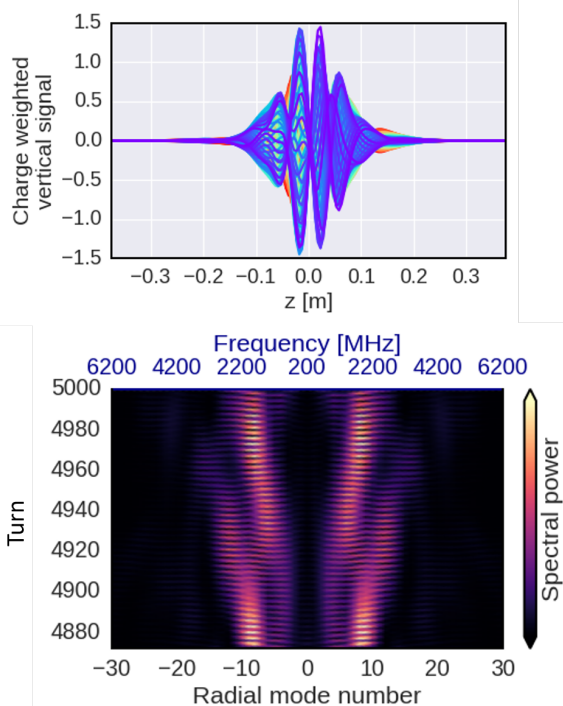 Charge weighted
vertical signal
1.5
1.0
0.5
0.0
−0.5
−1.0
−1.5
−0.3 −0.2 −0.1 0.0 0.1 0.2 0.3
z [m]
Frequency [MHz]
6200 4200 2200 200 2200 4200 6200
Turn
5000
4980
4960
4940
4920
4900
4880
−30 −20 −10 0 10 20 30
Radial mode number
Spectral power